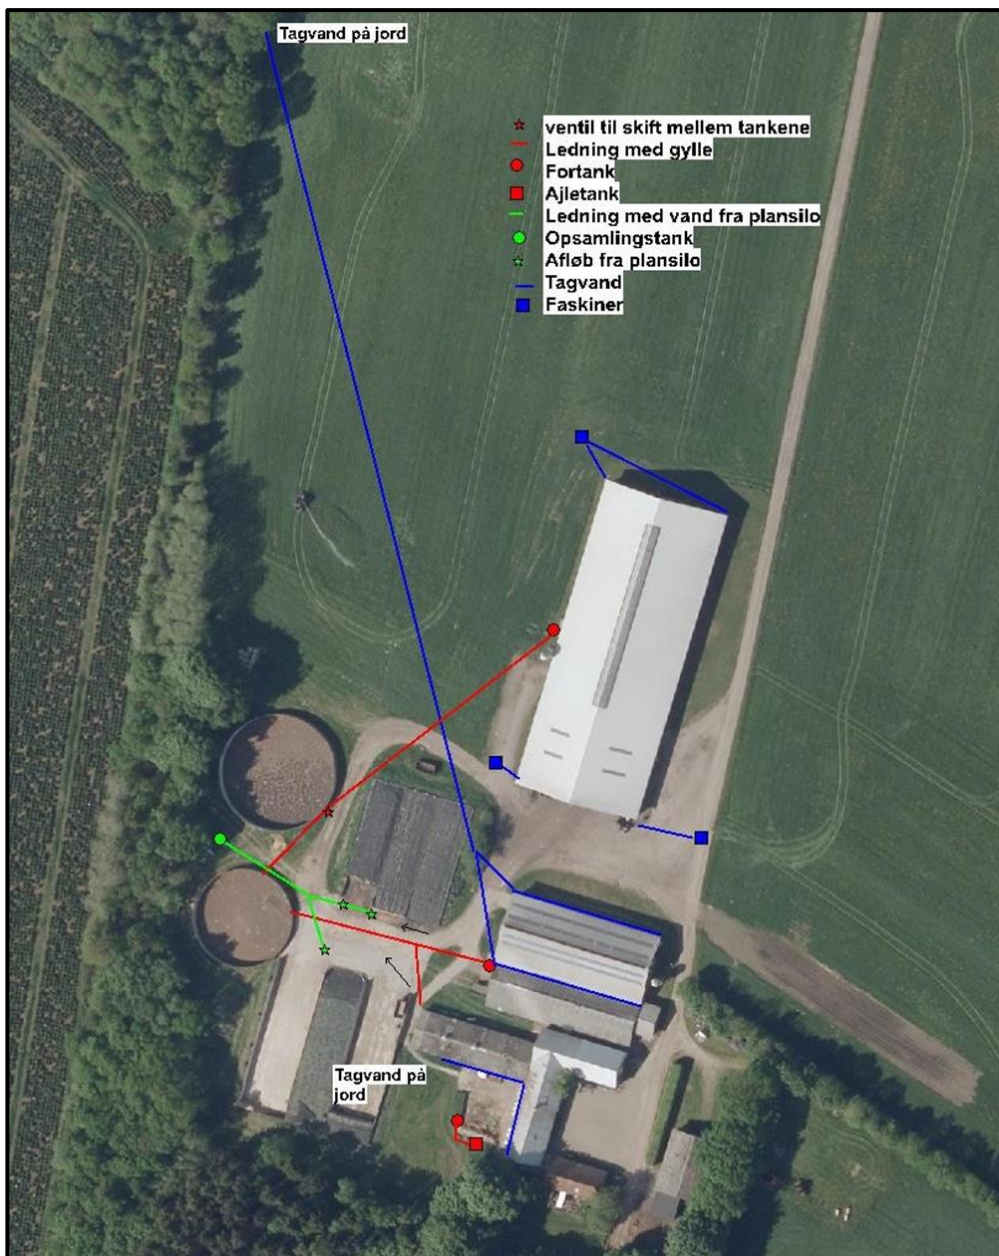 Tagvand på jord
ventil til skift mellem tankene
Ledning med gylle
Fortank
Ajletank
Ledning med vand fra plansilo
Opsamlingstank
Afløb fra plansilo
Tagvand
Faskiner
Tagvand på
jord